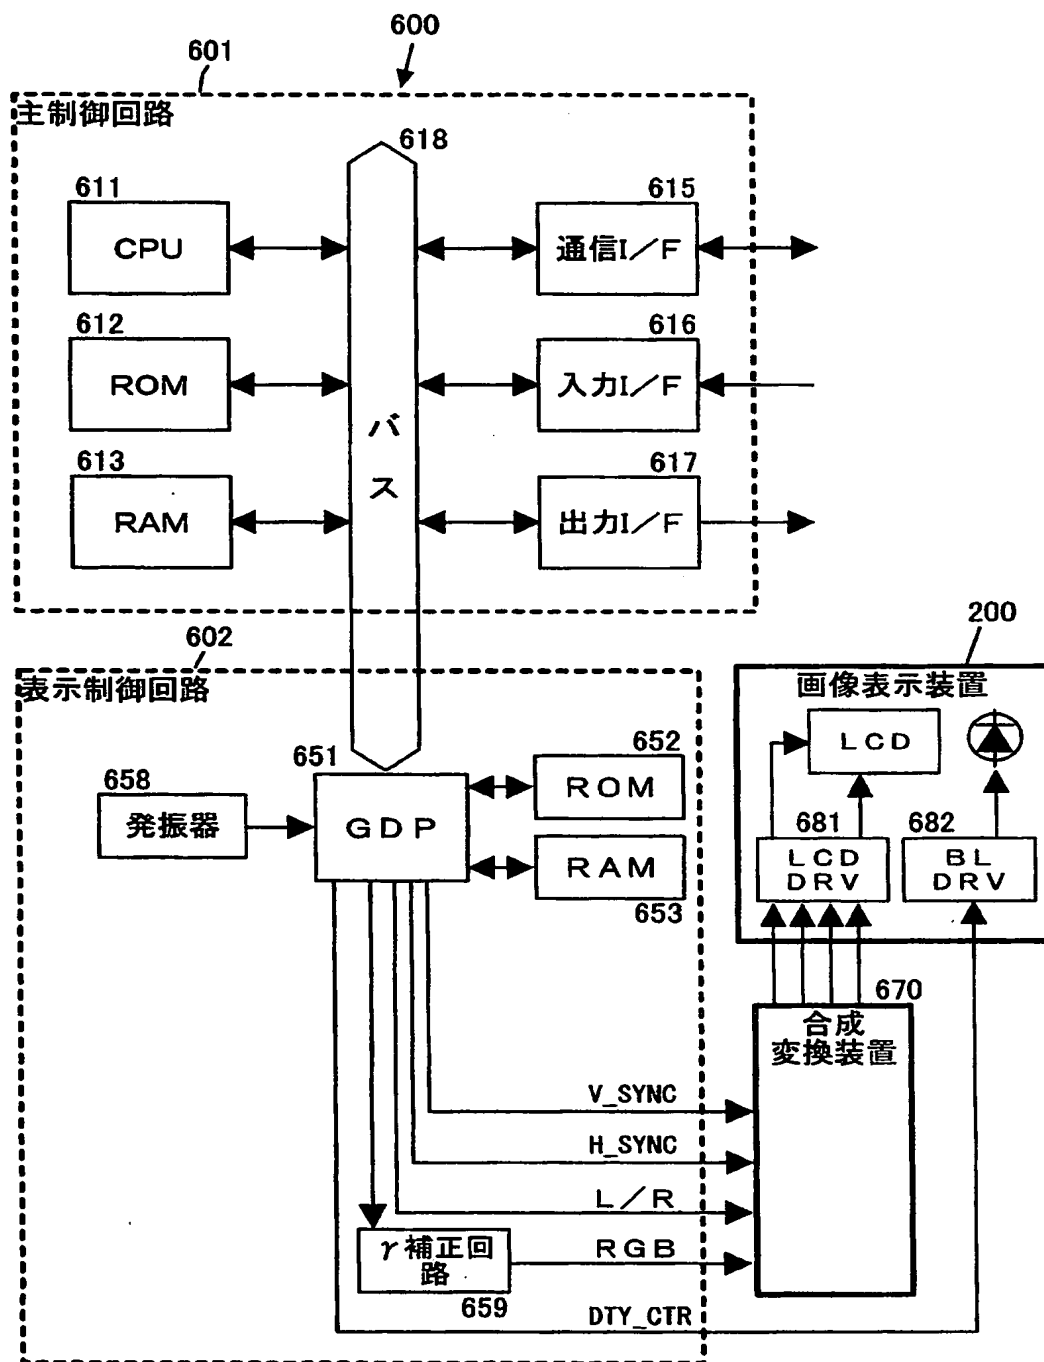 600
601
主制御回路
618
611
CPU
615
通信I／F
612
ROM
616
入力I／F
バス
613
RAM
617
出力I／F
602
表示制御回路
200
画像表示装置
LCD
651
GDP
652
ROM
658
発振器
RAM
653
681
LCD
DRV
682
BL
DRV
670
合成
変換装置
V_SYNC
H_SYNC
L／R
γ補正回
路
659
RGB
DTY_CTR